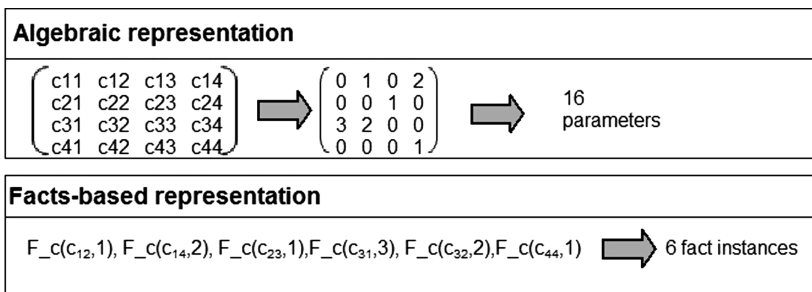 Algebraic representation
c11 c12 c13 c14
c21 c22 c23 c24
c31 c32 c33 c34
c41 c42 c43 c44
0 1 0 2
0 0 1 0
3 2 0 0
0 0 0 1
16
parameters
Facts-based representation
F_c(c₁₂,1), F_c(c₁₄,2), F_c(c₂₃,1),F_c(c₃₁,3), F_c(c₃₂,2),F_c(c₄₄,1)
6 fact instances